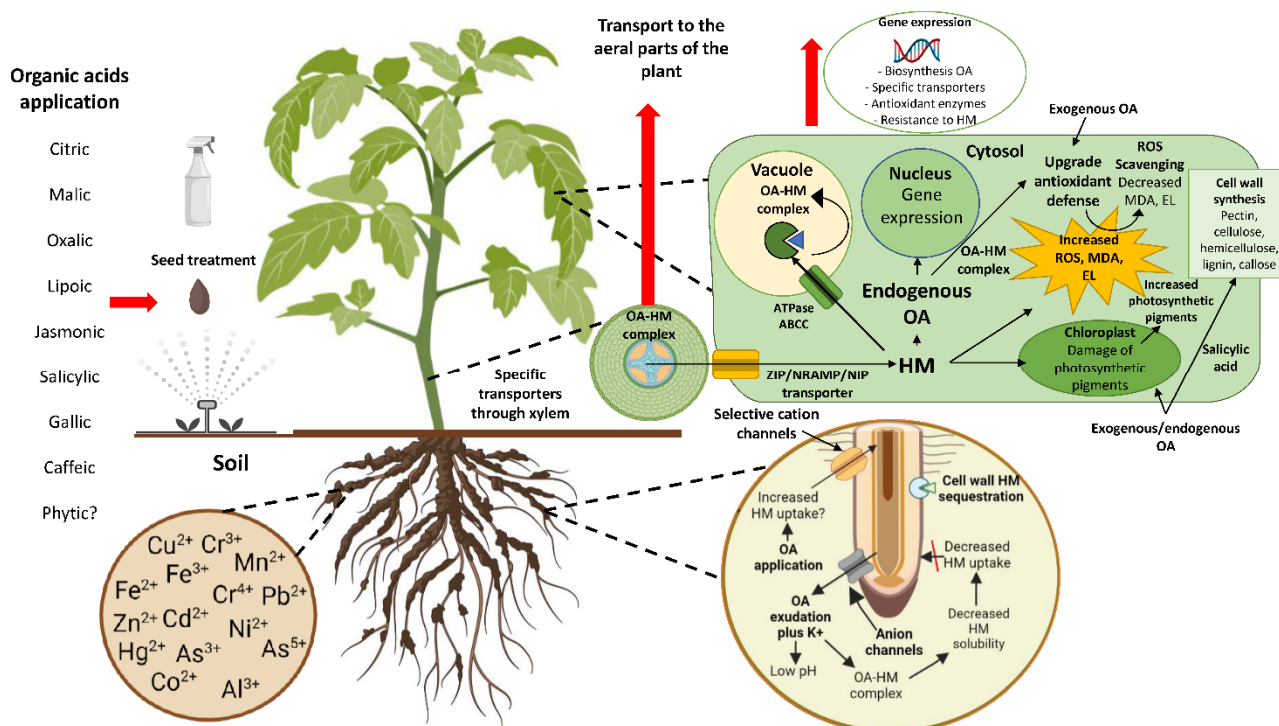 Organic acids
application
Citric
Malic
Oxalic
Lipoic
Jasmonic
Salicylic
Gallic
Caffeic
Phytic?
Seed treatment
Soil
Cu²⁺ Cr³⁺
Mn²⁺
Fe²⁺ Fe³⁺
Cr⁴⁺ Pb²⁺
Zn²⁺ Cd²⁺
Ni²⁺
Hg²⁺ As³⁺
As⁵⁺
Co²⁺
Al³⁺
Transport to the
aeral parts of the
plant
OA-HM
complex
Specific
transporters
through xylem
Gene expression
- Biosynthesis OA
- Specific transporters
- Antioxidant enzymes
- Resistance to HM
Vacuole
OA-HM
complex
ATPase
ABCC
Nucleus
Gene
expression
Cytosol
Endogenous
OA
HM
OA-HM
complex
ZIP/NRAMP/NIP
transporter
Exogenous OA
Upgrade
antioxidant
defense
ROS
Scavenging
Decreased
MDA, EL
Increased
ROS, MDA,
EL
Cell wall
synthesis
Pectin,
cellulose,
hemicellulose,
lignin, callose
Increased
photosynthetic
pigments
Chloroplast
Damage of
photosynthetic
pigments
Salicylic
acid
Exogenous/endogenous
OA
Selective cation
channels
Increased
HM uptake?
OA
application
OA
exudation
plus K+
Low pH
Anion
channels
OA-HM
complex
Cell wall HM
sequestration
Decreased
HM uptake
Decreased
HM
solubility